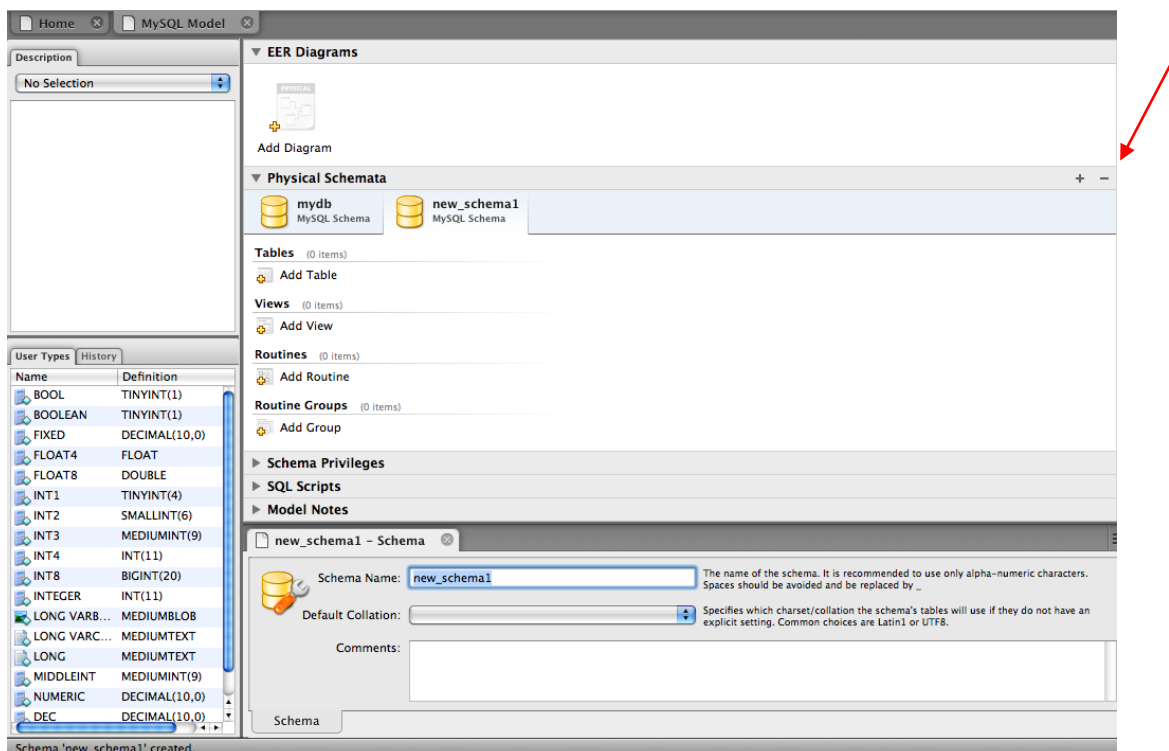 Home MySQL Model
Description
No Selection
EER Diagrams
PHYSICAL
Add Diagram
Physical Schemata + −
mydb
MySQL Schema
new_schema1
MySQL Schema
Tables (0 items)
Add Table
Views (0 items)
Add View
Routines (0 items)
Add Routine
Routine Groups (0 items)
Add Group
Schema Privileges
SQL Scripts
Model Notes
User Types History
Name Definition
BOOL TINYINT(1)
BOOLEAN TINYINT(1)
FIXED DECIMAL(10,0)
FLOAT4 FLOAT
FLOAT8 DOUBLE
INT1 TINYINT(4)
INT2 SMALLINT(6)
INT3 MEDIUMINT(9)
INT4 INT(11)
INT8 BIGINT(20)
INTEGER INT(11)
LONG VARB... MEDIUMBLOB
LONG VARC... MEDIUMTEXT
LONG MEDIUMTEXT
MIDDLEINT MEDIUMINT(9)
NUMERIC DECIMAL(10,0)
DEC DECIMAL(10,0)
new_schema1 – Schema
Schema Name: new_schema1
The name of the schema. It is recommended to use only alpha-numeric characters.
Spaces should be avoided and be replaced by _
Default Collation:
Specifies which charset/collation the schema's tables will use if they do not have an
explicit setting. Common choices are Latin1 or UTF8.
Comments:
Schema
Schema 'new_schema1' created